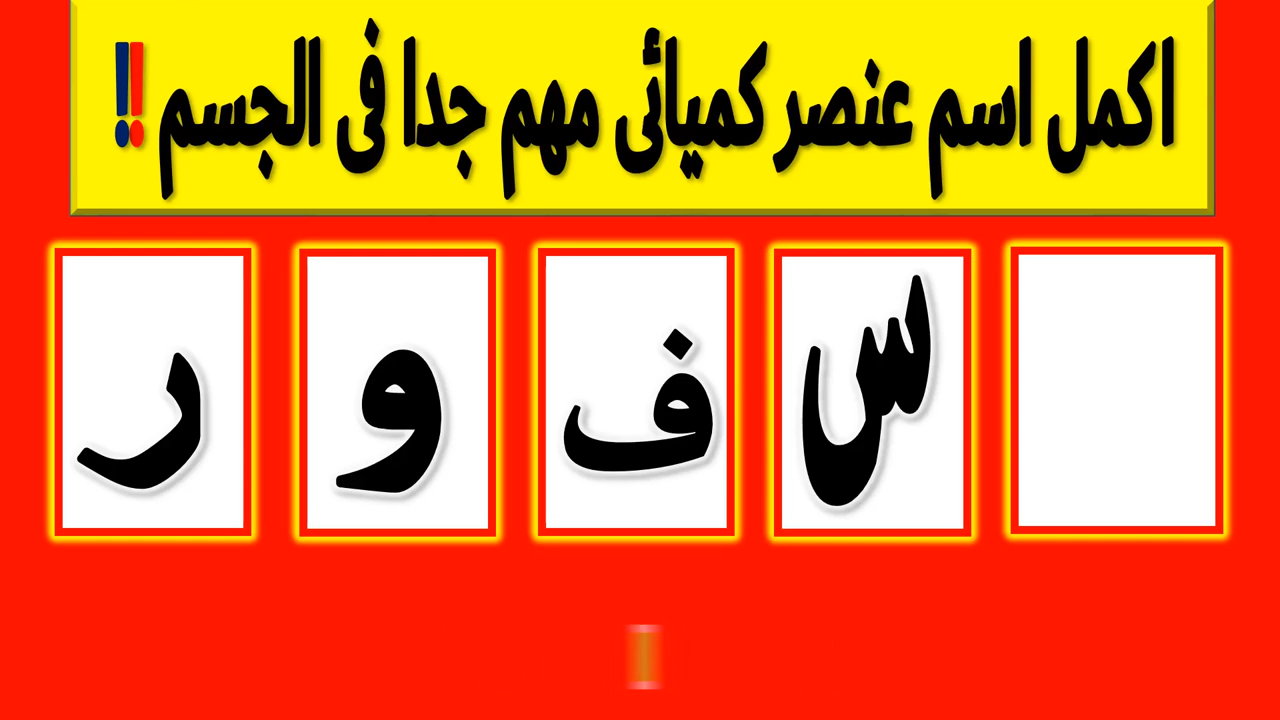 اكمل اسم عنصر كميائى مهم جدا فى الجسم !!
س ف و ر